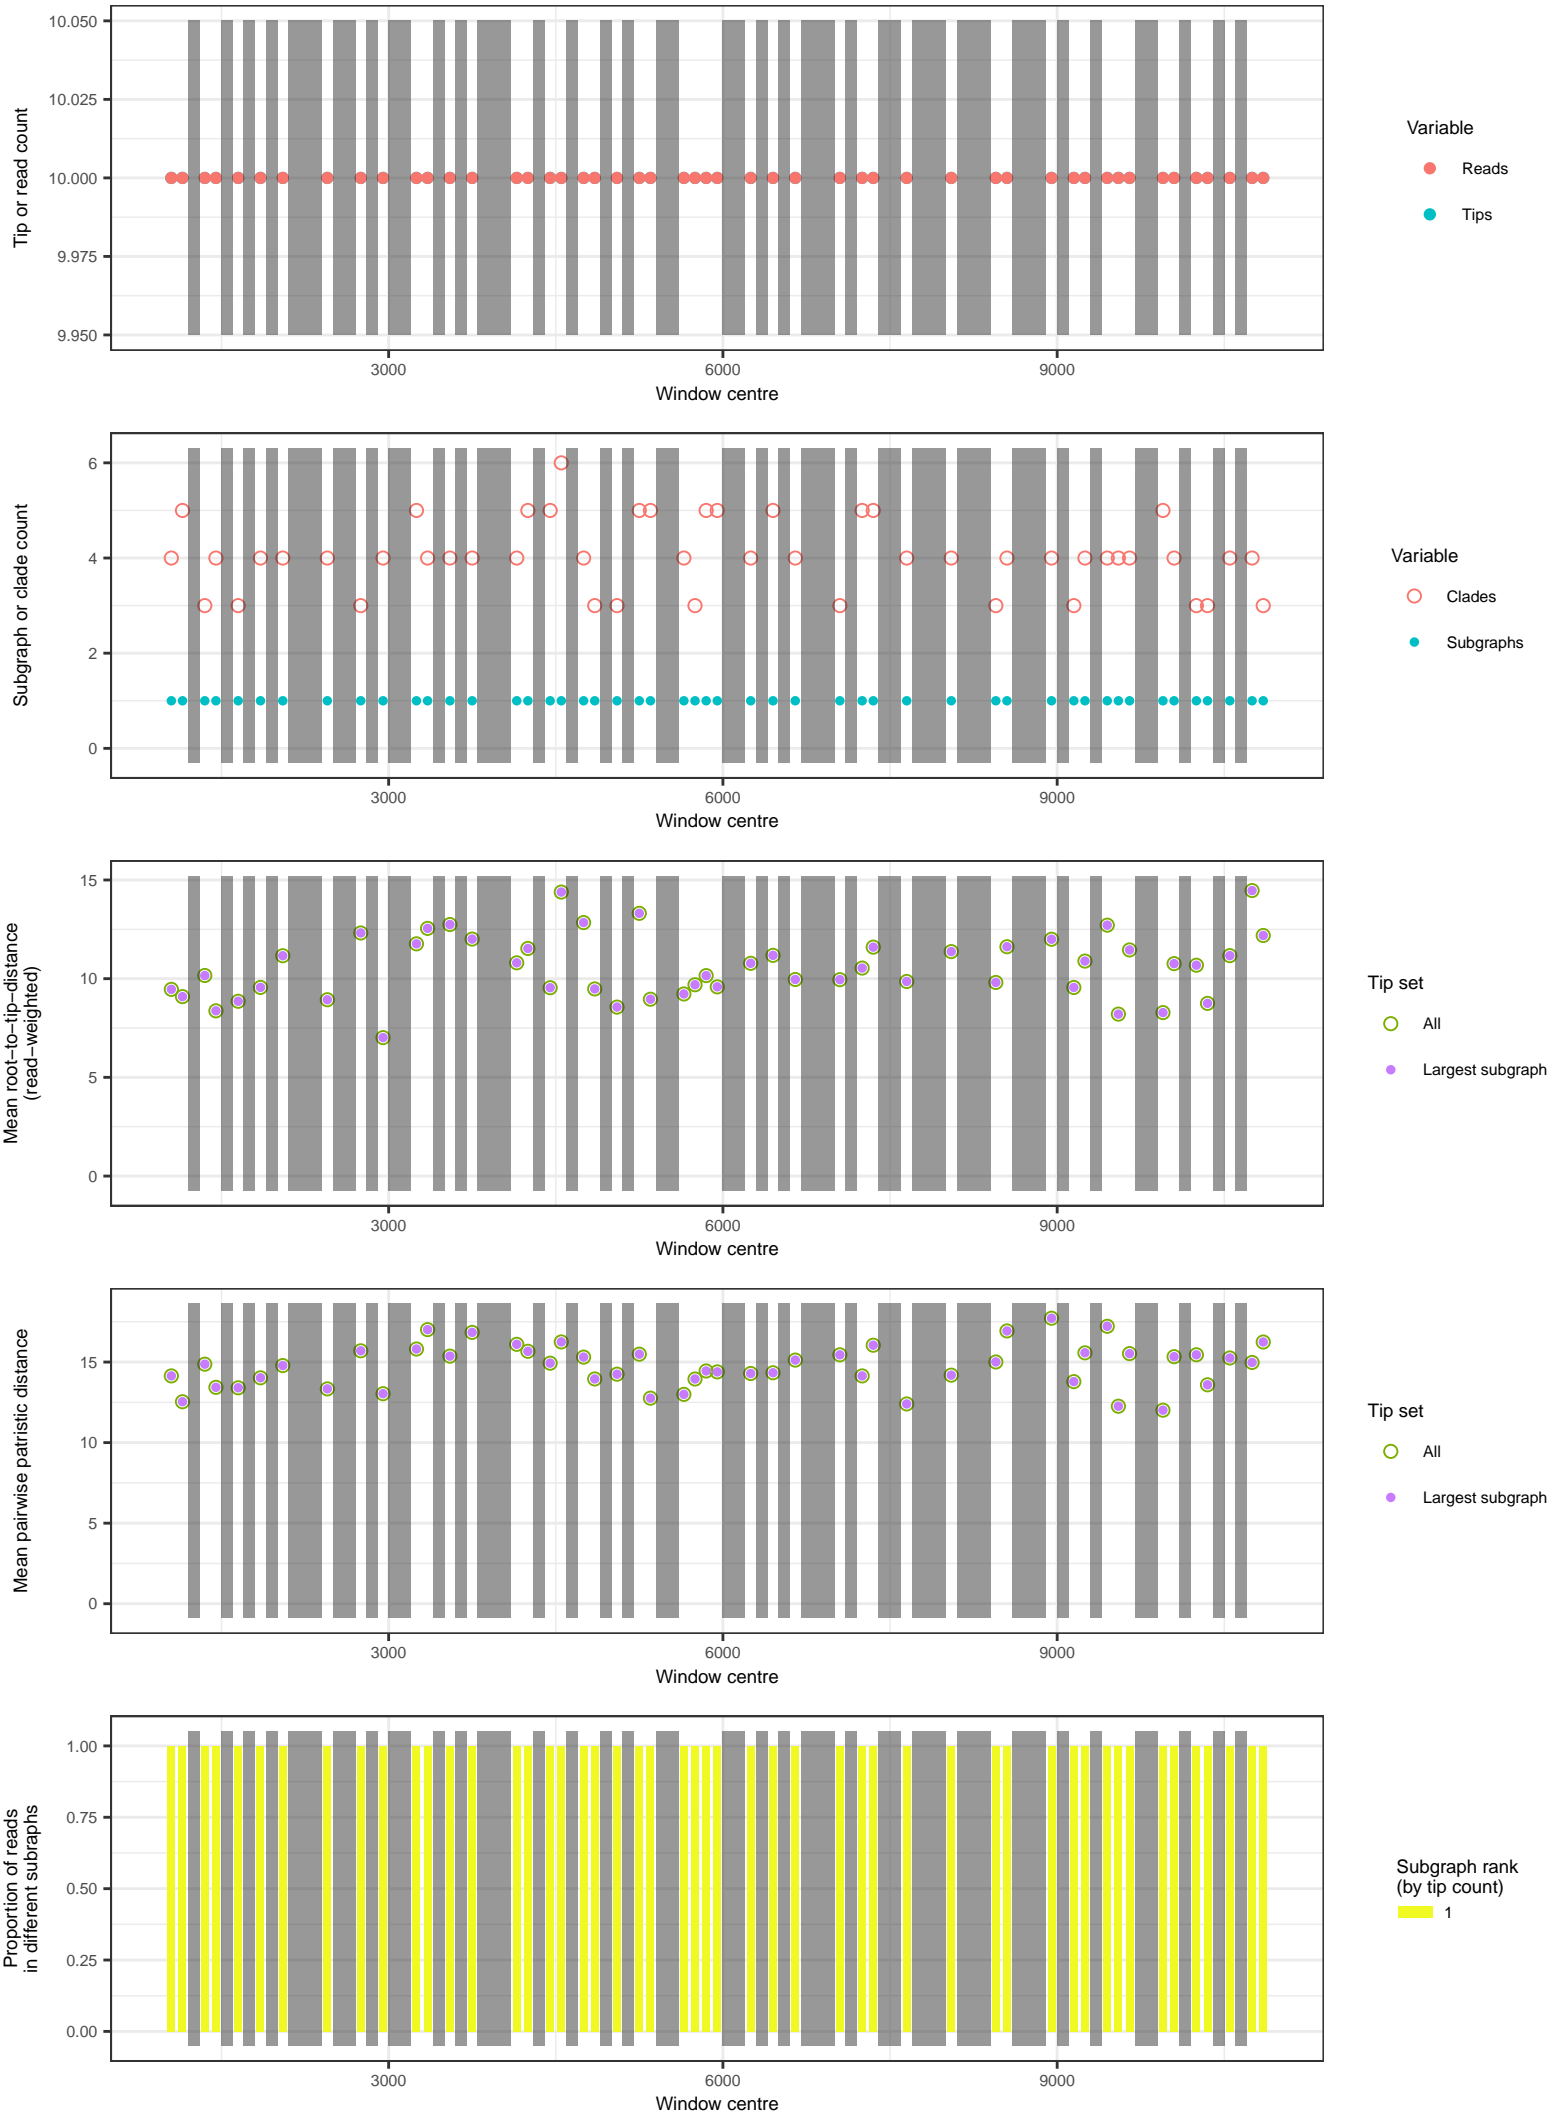 10.050
10.025
10.000
9.975
9.950
Tip or read count
3000
6000
9000
Window centre
Variable
Reads
Tips
6
4
2
0
Subgraph or clade count
3000
6000
9000
Window centre
Variable
Clades
Subgraphs
15
10
5
0
Mean root−to−tip−distance
(read−weighted)
3000
6000
9000
Window centre
Tip set
All
Largest subgraph
15
10
5
0
Mean pairwise patristic distance
3000
6000
9000
Window centre
Tip set
All
Largest subgraph
1.00
0.75
0.50
0.25
0.00
Proportion of reads
in different subraphs
3000
6000
9000
Window centre
Subgraph rank
(by tip count)
1